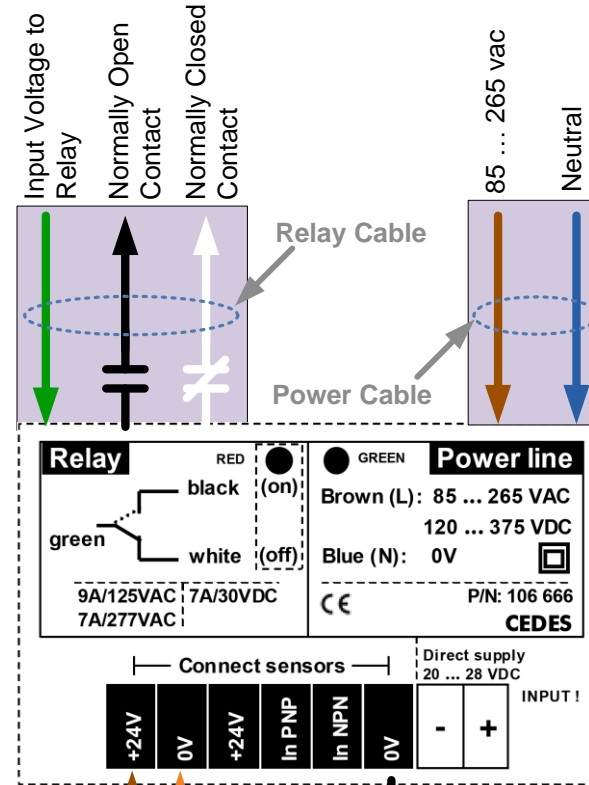 Input Voltage to
Relay
Normally Open
Contact
Normally Closed
Contact
85 ... 265 vac
Neutral
Relay Cable
Power Cable
Relay
RED
GREEN
Power line
black
(on)
green
white
(off)
Brown (L): 85 ... 265 VAC
120 ... 375 VDC
Blue (N): 0V
9A/125VAC
7A/30VDC
7A/277VAC
CE
P/N: 106 666
CEDES
Connect sensors
Direct supply
20 ... 28 VDC
INPUT !
+24V
0V
+24V
In PNP
In NPN
0V
-
+